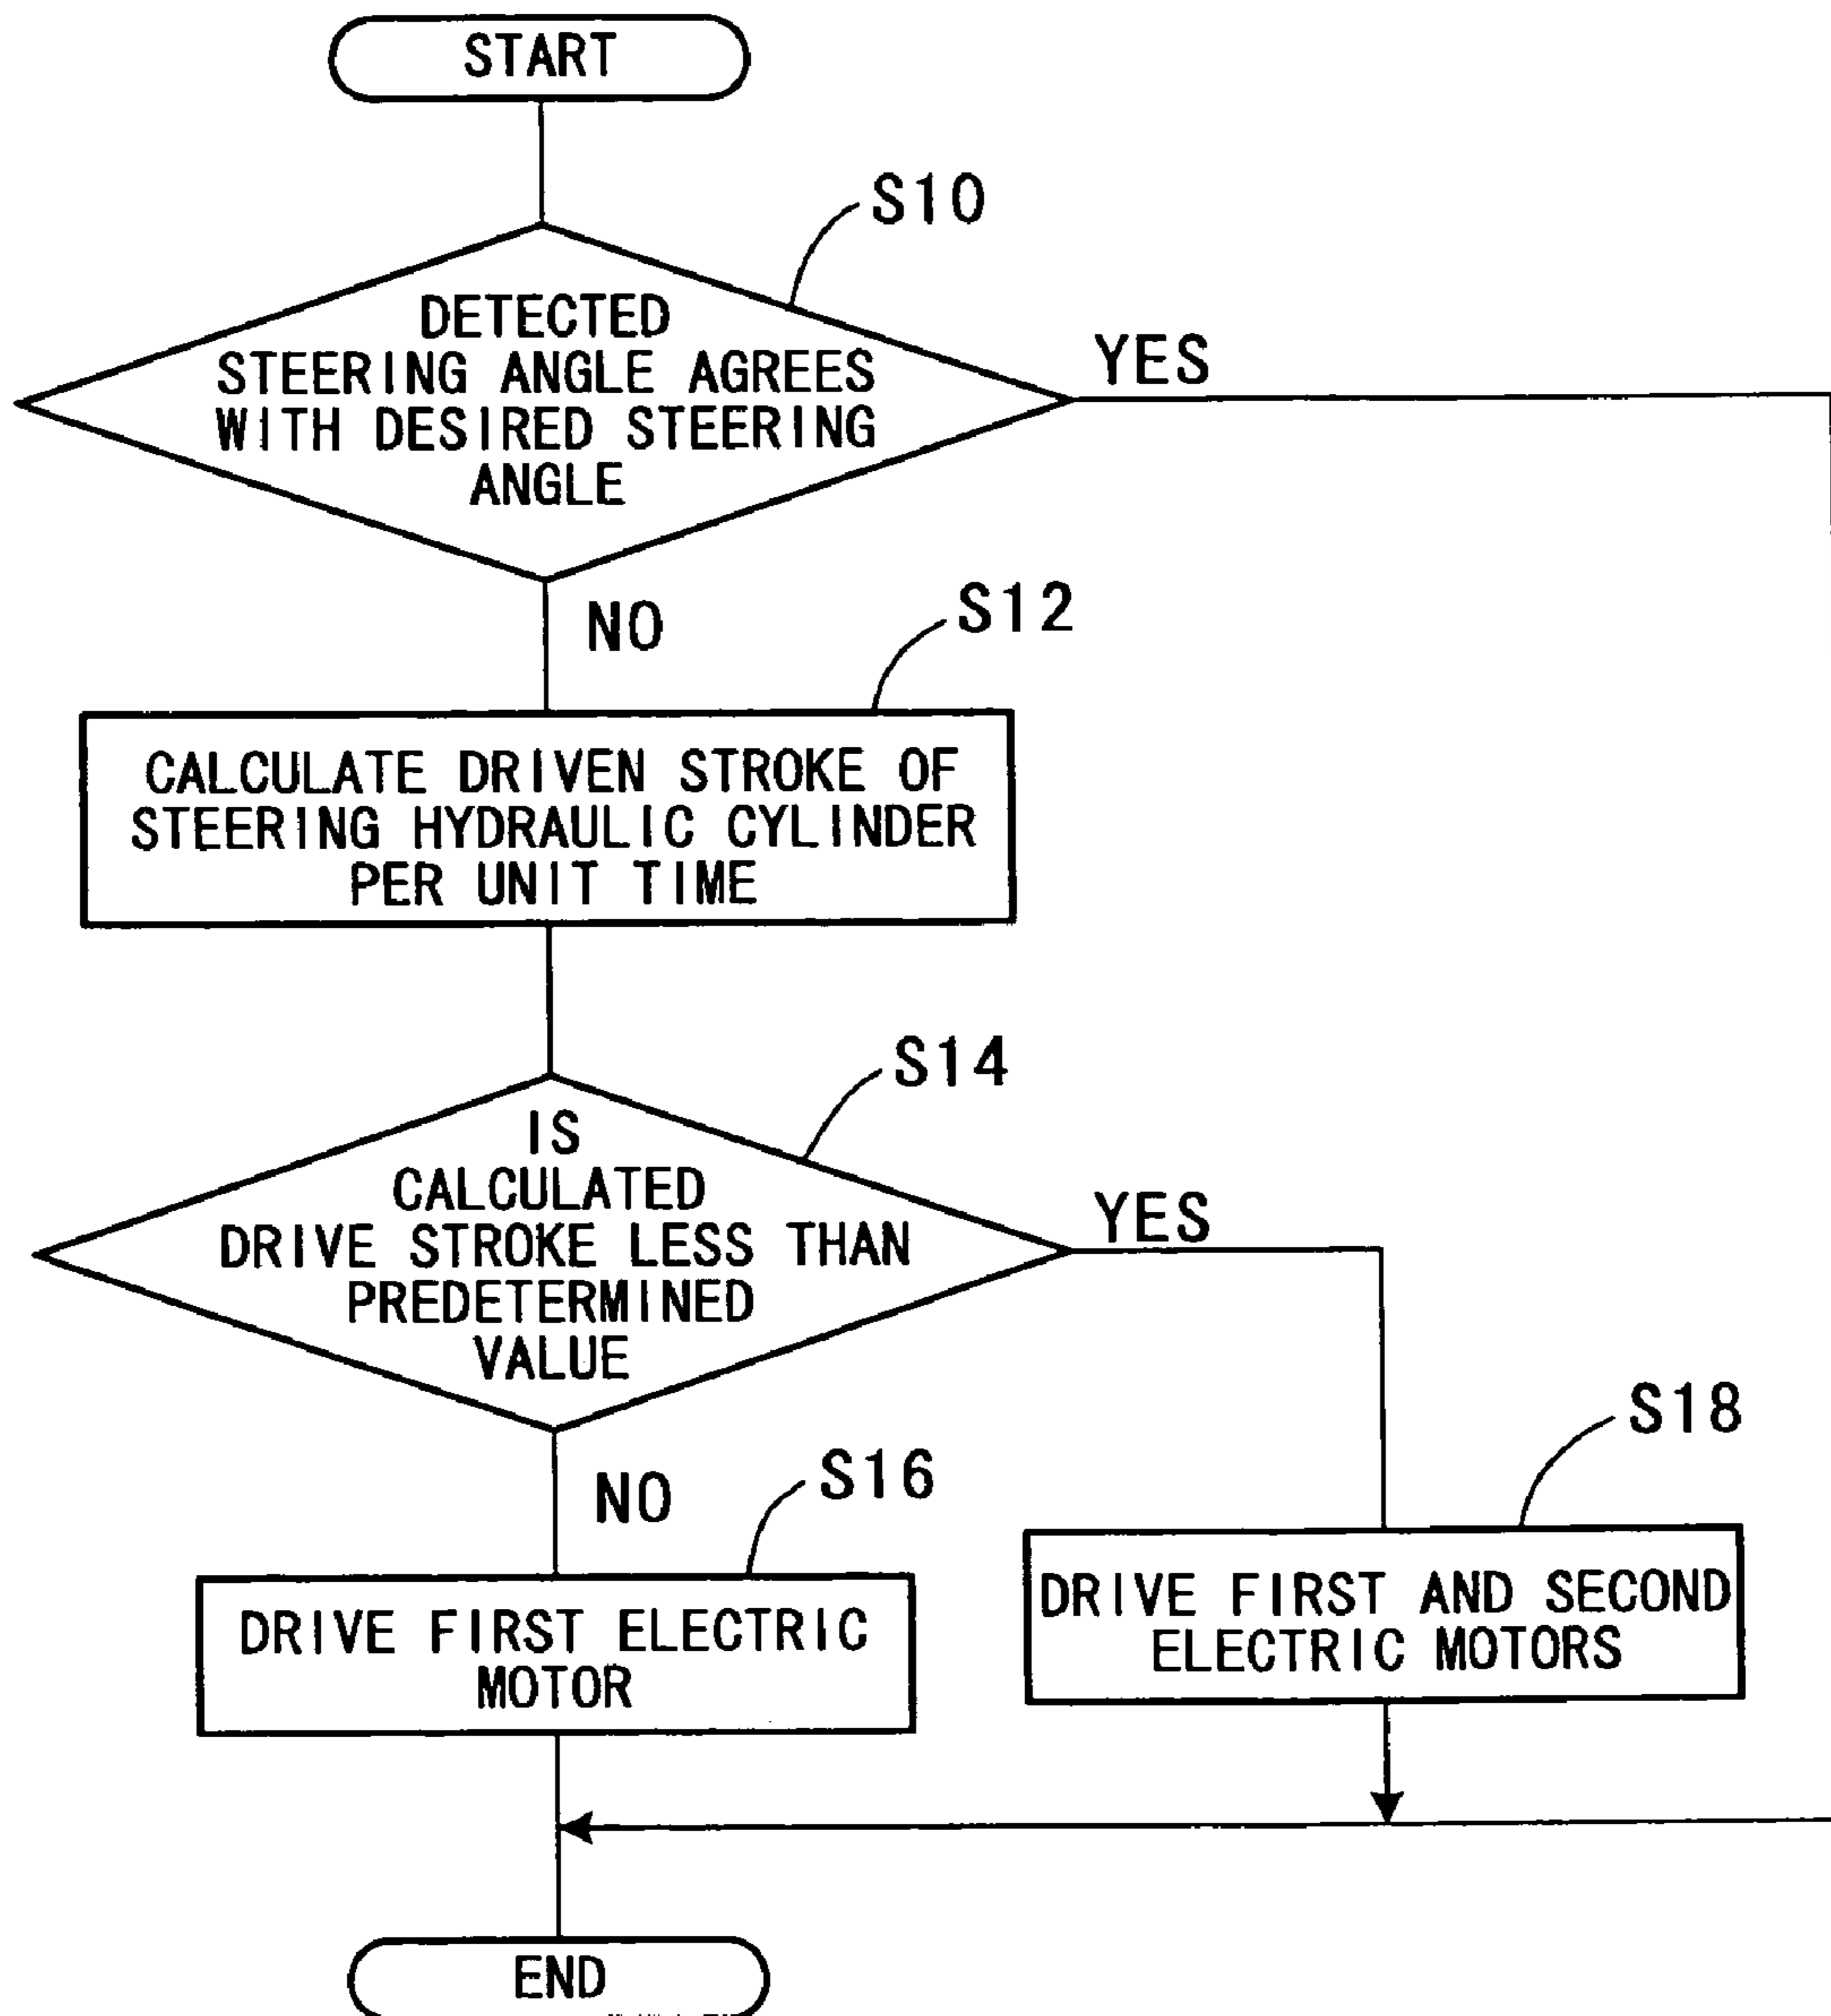 START
S10
DETECTED
STEERING ANGLE AGREES
WITH DESIRED STEERING
ANGLE
YES
NO
S12
CALCULATE DRIVEN STROKE OF
STEERING HYDRAULIC CYLINDER
PER UNIT TIME
S14
IS
CALCULATED
DRIVE STROKE LESS THAN
PREDETERMINED
VALUE
YES
NO
S16
S18
DRIVE FIRST ELECTRIC
MOTOR
DRIVE FIRST AND SECOND
ELECTRIC MOTORS
END